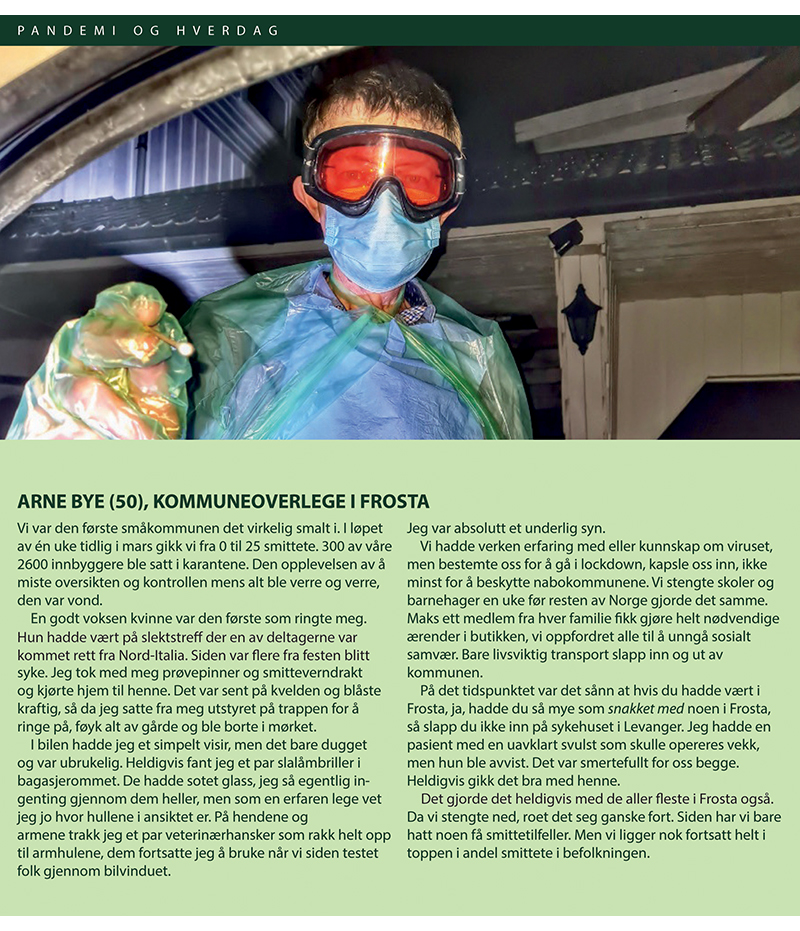 PANDEMI OG HVERDAG
ARNE BYE (50), KOMMUNEOVERLEGE I FROSTA
Vi var den første småkommunen det virkelig smalt i. I løpet
av én uke tidlig i mars gikk vi fra 0 til 25 smittete. 300 av våre
2600 innbyggere ble satt i karantene. Den opplevelsen av å
miste oversikten og kontrollen mens alt ble verre og verre,
den var vond.
En godt voksen kvinne var den første som ringte meg.
Hun hadde vært på slektstreff der en av deltagerne var
kommet rett fra Nord-Italia. Siden var flere fra festen blitt
syke. Jeg tok med meg prøvepinner og smitteverndrakt
og kjørte hjem til henne. Det var sent på kvelden og blåste
kraftig, så da jeg satte fra meg utstyret på trappen for å
ringe på, føyk alt av gårde og ble borte i mørket.
I bilen hadde jeg et simpelt visir, men det bare dugget
og var ubrukelig. Heldigvis fant jeg et par slalåmbriller i
bagasjerommet. De hadde sotet glass, jeg så egentlig in-
genting gjennom dem heller, men som en erfaren lege vet
jeg jo hvor hullene i ansiktet er. På hendene og
armene trakk jeg et par veterinærhansker som rakk helt opp
til armhulene, dem fortsatte jeg å bruke når vi siden testet
folk gjennom bilvinduet.
Jeg var absolutt et underlig syn.
Vi hadde verken erfaring med eller kunnskap om viruset,
men bestemte oss for å gå i lockdown, kapsle oss inn, ikke
minst for å beskytte nabokommunene. Vi stengte skoler og
barnehager en uke før resten av Norge gjorde det samme.
Maks ett medlem fra hver familie fikk gjøre helt nødvendige
ærender i butikken, vi oppfordret alle til å unngå sosialt
samvær. Bare livsviktig transport slapp inn og ut av
kommunen.
På det tidspunktet var det sånn at hvis du hadde vært i
Frosta, ja, hadde du så mye som snakket med noen i Frosta,
så slapp du ikke inn på sykehuset i Levanger. Jeg hadde en
pasient med en uavklart svulst som skulle opereres vekk,
men hun ble avvist. Det var smertefullt for oss begge.
Heldigvis gikk det bra med henne.
Det gjorde det heldigvis med de aller fleste i Frosta også.
Da vi stengte ned, roet det seg ganske fort. Siden har vi bare
hatt noen få smittetilfeller. Men vi ligger nok fortsatt helt i
toppen i andel smittete i befolkningen.